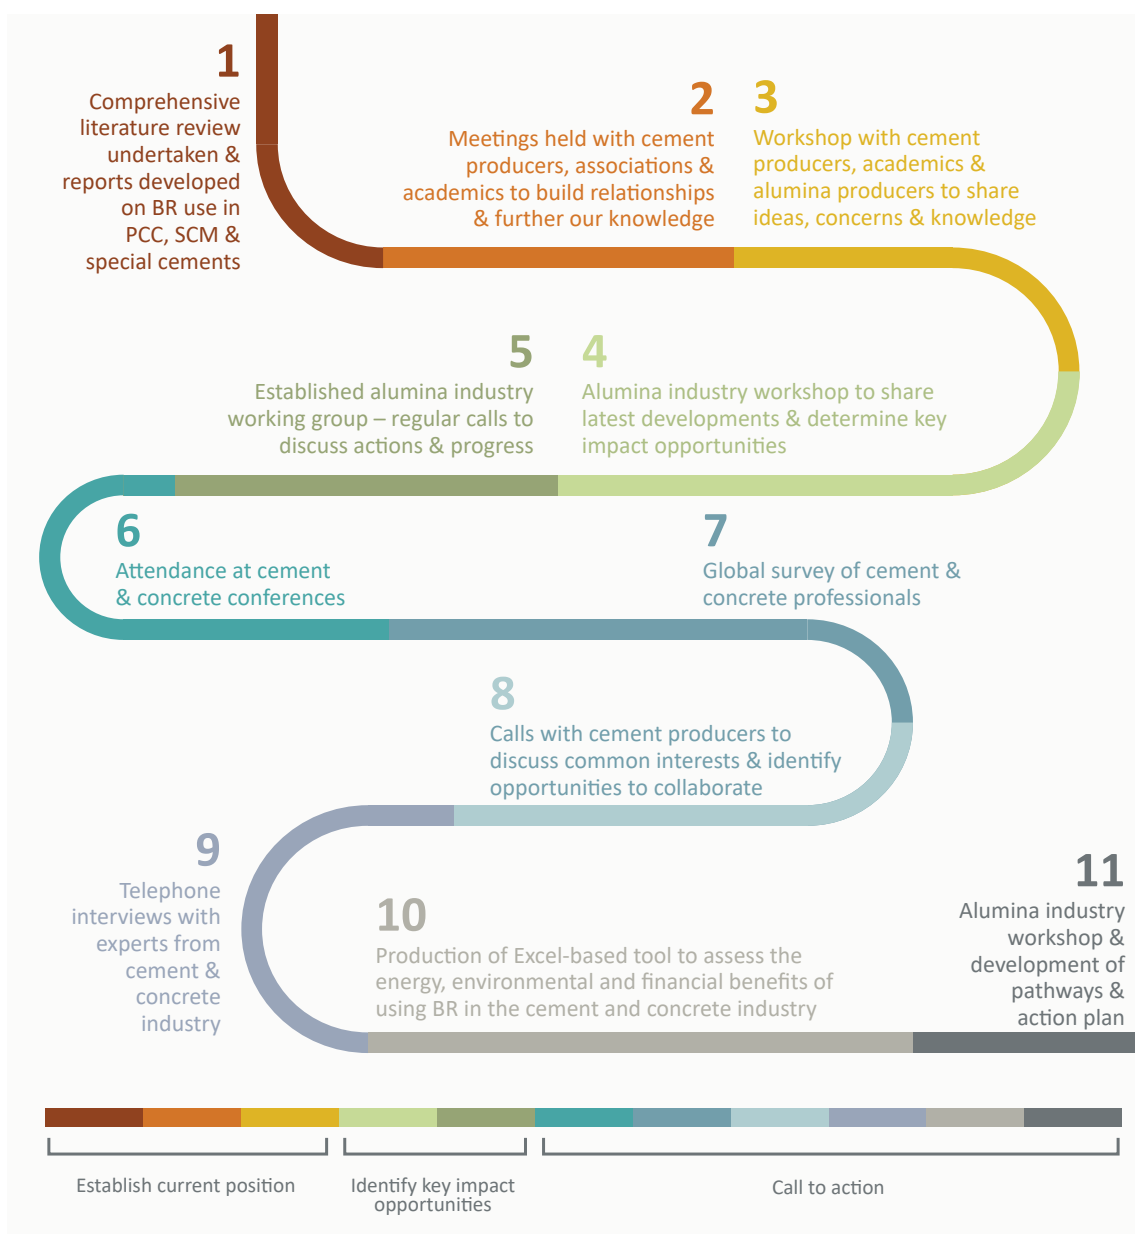 1
Comprehensive
literature review
undertaken &
reports developed
on BR use in
PCC, SCM &
special cements
2
Meetings held with cement
producers, associations &
academics to build relationships
& further our knowledge
3
Workshop with cement
producers, academics &
alumina producers to share
ideas, concerns & knowledge
4
Alumina industry workshop to share
latest developments & determine key
impact opportunities
5
Established alumina industry
working group – regular calls to
discuss actions & progress
6
Attendance at cement
& concrete conferences
7
Global survey of cement &
concrete professionals
8
Calls with cement producers to
discuss common interests & identify
opportunities to collaborate
9
Telephone
interviews with
experts from
cement &
concrete
industry
10
Production of Excel-based tool to assess the
energy, environmental and financial benefits of
using BR in the cement and concrete industry
11
Alumina industry
workshop &
development of
pathways &
action plan
Establish current position
Identify key impact
opportunities
Call to action